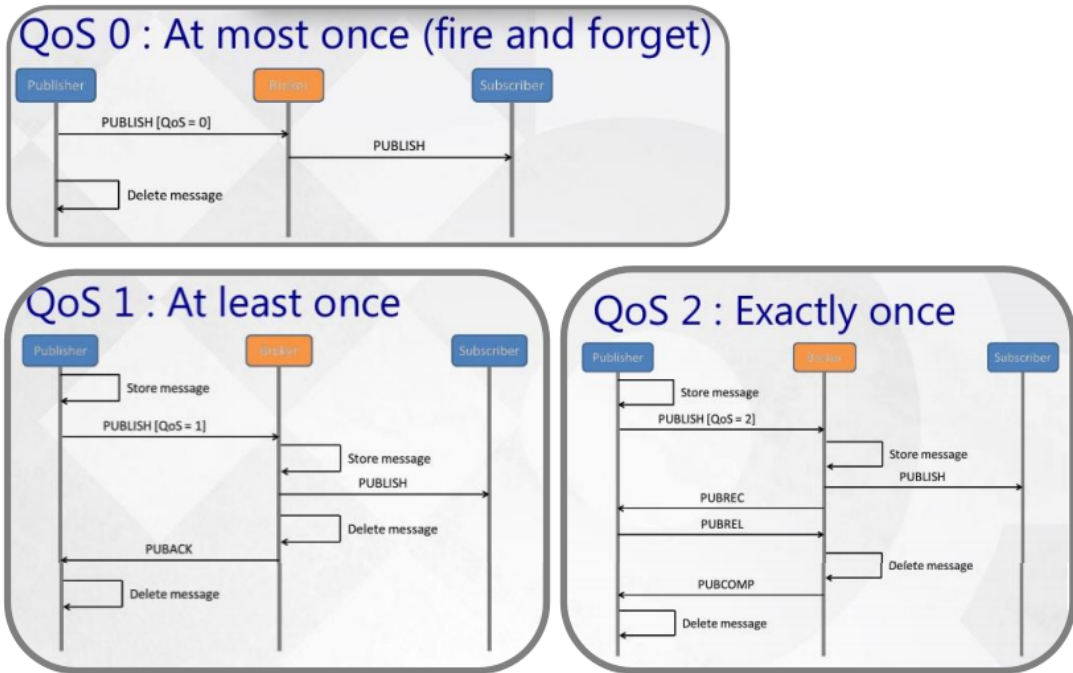 QoS 0 : At most once (fire and forget)
Publisher
Broker
Subscriber
PUBLISH [QoS = 0]
PUBLISH
Delete message
QoS 1 : At least once
Publisher
Broker
Subscriber
Store message
PUBLISH [QoS = 1]
Store message
PUBLISH
Delete message
PUBACK
Delete message
QoS 2 : Exactly once
Publisher
Broker
Subscriber
Store message
PUBLISH [QoS = 2]
Store message
PUBLISH
PUBREC
PUBREL
Delete message
PUBCOMP
Delete message